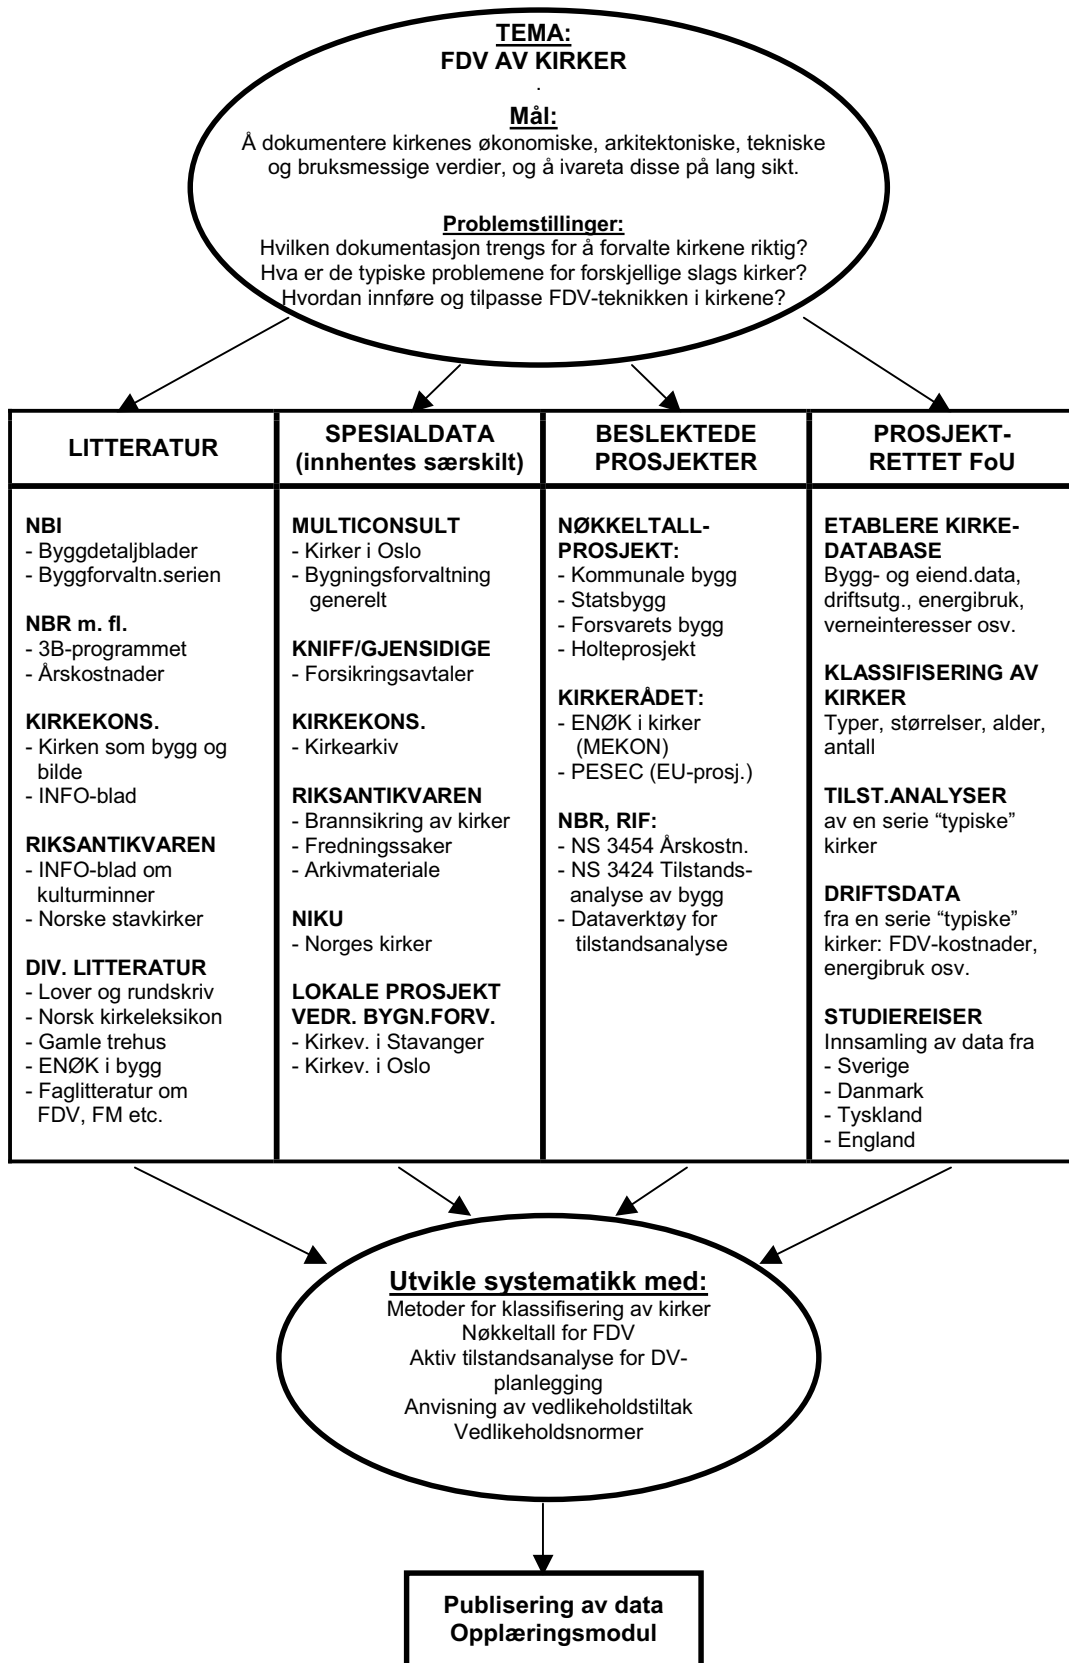 TEMA:
FDV AV KIRKER
.
Mål:
Å dokumentere kirkenes økonomiske, arkitektoniske, tekniske
og bruksmessige verdier, og å ivareta disse på lang sikt.
Problemstillinger:
Hvilken dokumentasjon trengs for å forvalte kirkene riktig?
Hva er de typiske problemene for forskjellige slags kirker?
Hvordan innføre og tilpasse FDV-teknikken i kirkene?
LITTERATUR
NBI
- Byggdetaljblader
- Byggforvaltn.serien
NBR m. fl.
- 3B-programmet
- Årskostnader
KIRKEKONS.
- Kirken som bygg og
bilde
- INFO-blad
RIKSANTIKVAREN
- INFO-blad om
kulturminner
- Norske stavkirker
DIV. LITTERATUR
- Lover og rundskriv
- Norsk kirkeleksikon
- Gamle trehus
- ENØK i bygg
- Faglitteratur om
FDV, FM etc.
SPESIALDATA
(innhentes særskilt)
MULTICONSULT
- Kirker i Oslo
- Bygningsforvaltning
generelt
KNIFF/GJENSIDIGE
- Forsikringsavtaler
KIRKEKONS.
- Kirkearkiv
RIKSANTIKVAREN
- Brannsikring av kirker
- Fredningssaker
- Arkivmateriale
NIKU
- Norges kirker
LOKALE PROSJEKT
VEDR. BYGN.FORV.
- Kirkev. i Stavanger
- Kirkev. i Oslo
BESLEKTEDE
PROSJEKTER
NØKKELTALL-
PROSJEKT:
- Kommunale bygg
- Statsbygg
- Forsvarets bygg
- Holteprosjekt
KIRKERÅDET:
- ENØK i kirker
(MEKON)
- PESEC (EU-prosj.)
NBR, RIF:
- NS 3454 Årskostn.
- NS 3424 Tilstands-
analyse av bygg
- Dataverktøy for
tilstandsanalyse
PROSJEKT-
RETTET FoU
ETABLERE KIRKE-
DATABASE
Bygg- og eiend.data,
driftsutg., energibruk,
verneinteresser osv.
KLASSIFISERING AV
KIRKER
Typer, størrelser, alder,
antall
TILST.ANALYSER
av en serie “typiske”
kirker
DRIFTSDATA
fra en serie “typiske”
kirker: FDV-kostnader,
energibruk osv.
STUDIEREISER
Innsamling av data fra
- Sverige
- Danmark
- Tyskland
- England
Utvikle systematikk med:
Metoder for klassifisering av kirker
Nøkkeltall for FDV
Aktiv tilstandsanalyse for DV-
planlegging
Anvisning av vedlikeholdstiltak
Vedlikeholdsnormer
Publisering av data
Opplæringsmodul